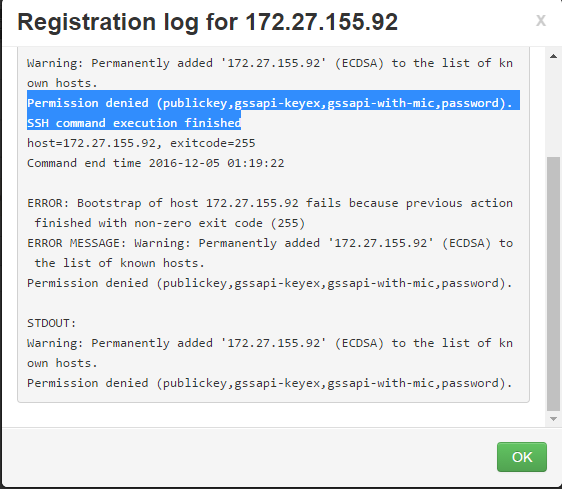 Registration log for 172.27.155.92
x
Warning: Permanently added '172.27.155.92' (ECDSA) to the list of kn
own hosts.
Permission denied (publickey,gssapi-keyex,gssapi-with-mic,password).
SSH command execution finished
host=172.27.155.92, exitcode=255
Command end time 2016-12-05 01:19:22
ERROR: Bootstrap of host 172.27.155.92 fails because previous action
finished with non-zero exit code (255)
ERROR MESSAGE: Warning: Permanently added '172.27.155.92' (ECDSA) to
the list of known hosts.
Permission denied (publickey,gssapi-keyex,gssapi-with-mic,password).
STDOUT:
Warning: Permanently added '172.27.155.92' (ECDSA) to the list of kn
own hosts.
Permission denied (publickey,gssapi-keyex,gssapi-with-mic,password).
OK